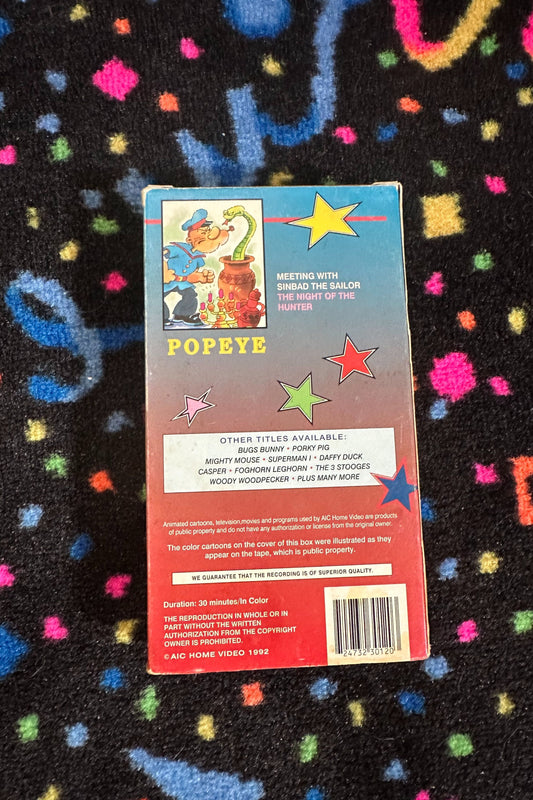 MEETING WITH
SINBAD THE SAILOR
THE NIGHT OF THE
HUNTER
POPEYE
OTHER TITLES AVAILABLE:
BUGS BUNNY • PORKY PIG
MIGHTY MOUSE • SUPERMAN I • DAFFY DUCK
CASPER • FOGHORN LEGHORN • THE 3 STOOGES
WOODY WOODPECKER • PLUS MANY MORE
Animated cartoons, television,movies and programs used by AIC Home Video are products
of public property and do not have any authorization or license from the original owner.
The color cartoons on the cover of this box were illustrated as they
appear on the tape, which is public property.
WE GUARANTEE THAT THE RECORDING IS OF SUPERIOR QUALITY.
Duration: 30 minutes/In Color
THE REPRODUCTION IN WHOLE OR IN
PART WITHOUT THE WRITTEN
AUTHORIZATION FROM THE COPYRIGHT
OWNER IS PROHIBITED.
© AIC HOME VIDEO 1992
24732 30120